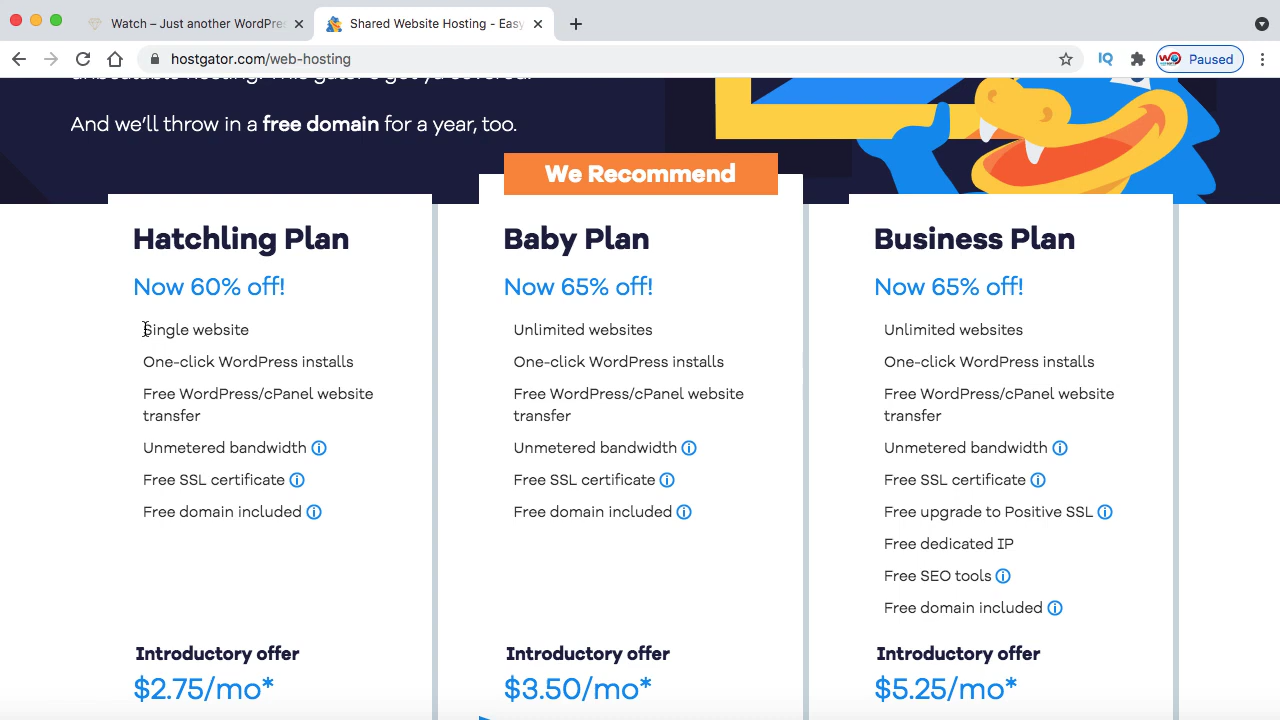 Watch – Just another WordPres
Shared Website Hosting - Easy
hostgator.com/web-hosting
IQ
Paused
And we'll throw in a free domain for a year, too.
We Recommend
Hatchling Plan
Now 60% off!
Single website
One-click WordPress installs
Free WordPress/cPanel website
transfer
Unmetered bandwidth
Free SSL certificate
Free domain included
Introductory offer
$2.75/mo*
Baby Plan
Now 65% off!
Unlimited websites
One-click WordPress installs
Free WordPress/cPanel website
transfer
Unmetered bandwidth
Free SSL certificate
Free domain included
Introductory offer
$3.50/mo*
Business Plan
Now 65% off!
Unlimited websites
One-click WordPress installs
Free WordPress/cPanel website
transfer
Unmetered bandwidth
Free SSL certificate
Free upgrade to Positive SSL
Free dedicated IP
Free SEO tools
Free domain included
Introductory offer
$5.25/mo*